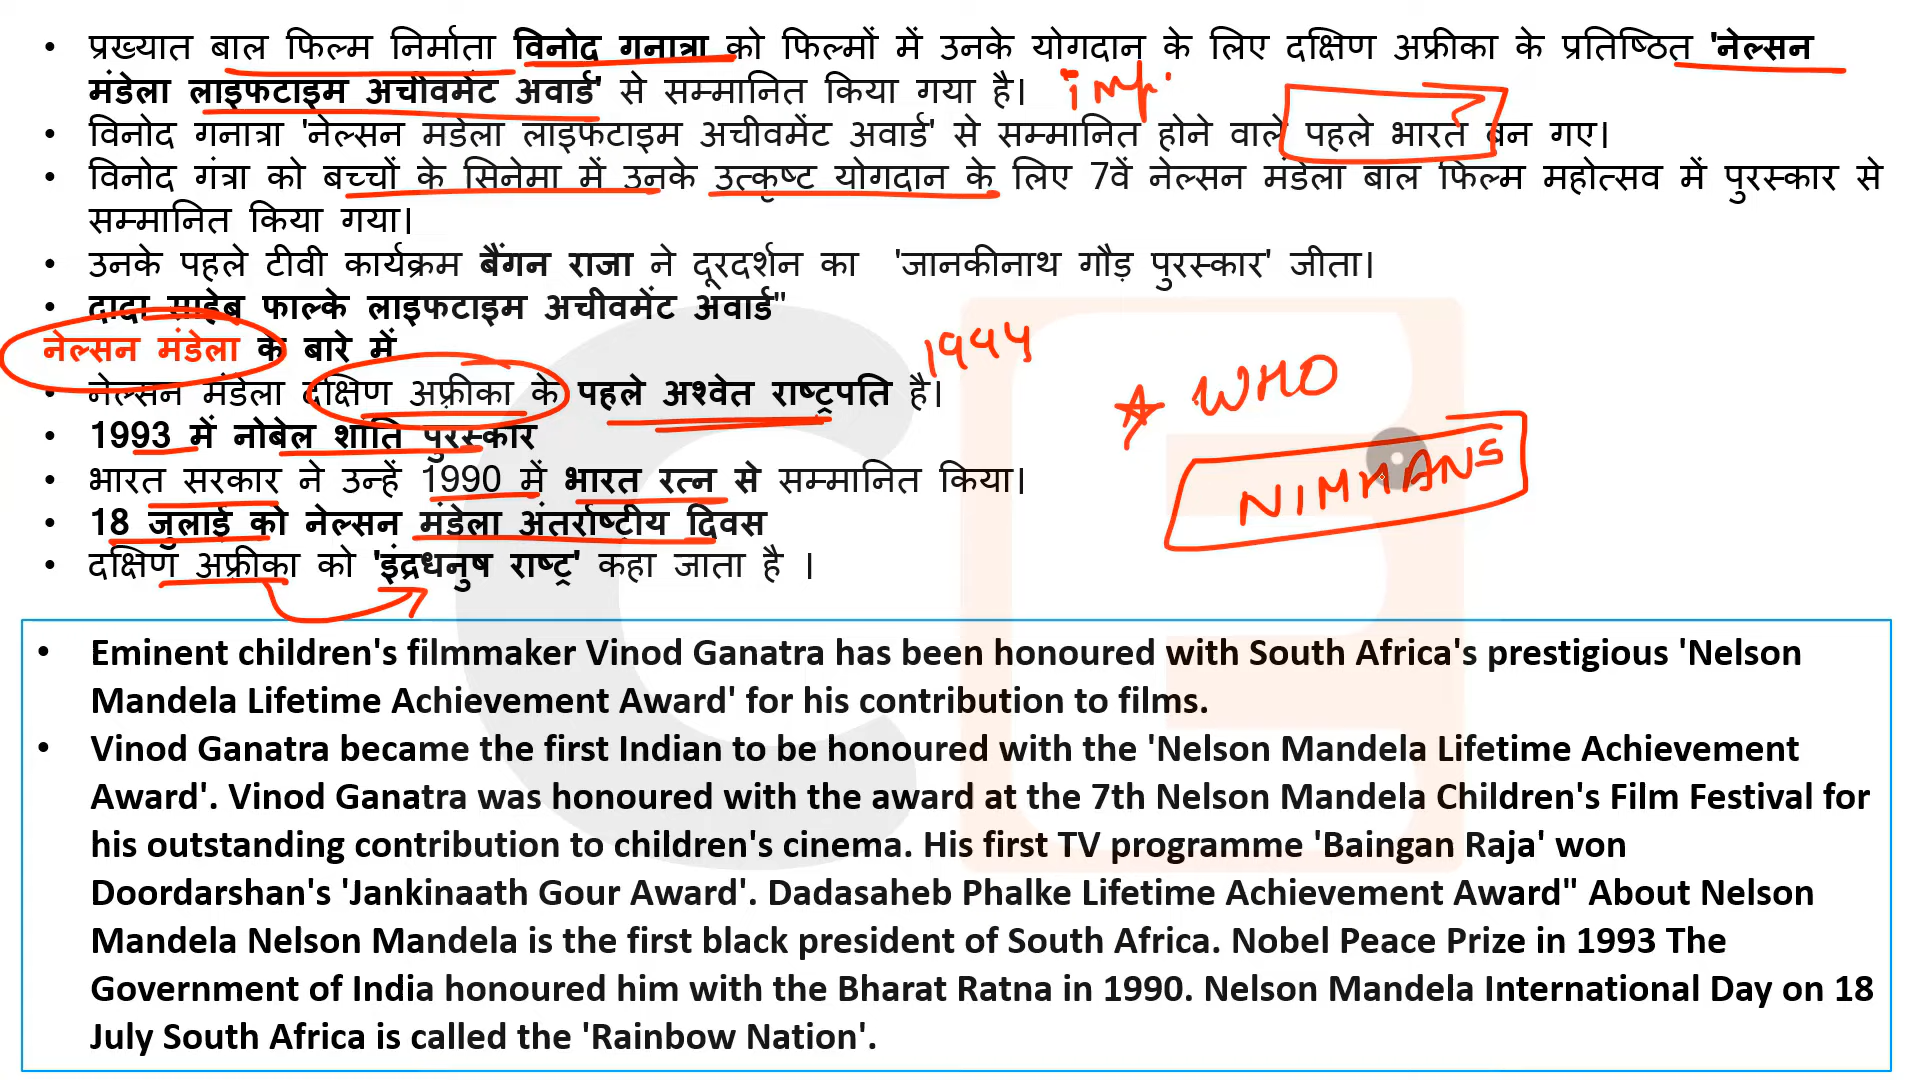 • प्रख्यात बाल फिल्म निर्माता विनोद गनात्रा को फिल्मों में उनके योगदान के लिए दक्षिण अफ्रीका के प्रतिष्ठित 'नेल्सन
मंडेला लाइफटाइम अचीवमेंट अवार्ड' से सम्मानित किया गया है।
imp.
• विनोद गनात्रा 'नेल्सन मंडेला लाइफटाइम अचीवमेंट अवार्ड' से सम्मानित होने वाले पहले भारत बन गए।
• विनोद गंत्रा को बच्चों के सिनेमा में उनके उत्कृष्ट योगदान के लिए 7वें नेल्सन मंडेला बाल फिल्म महोत्सव में पुरस्कार से
सम्मानित किया गया।
• उनके पहले टीवी कार्यक्रम बैंगन राजा ने दूरदर्शन का 'जानकीनाथ गौड़ पुरस्कार' जीता।
• दादा साहेब फाल्के लाइफटाइम अचीवमेंट अवार्ड"
नेल्सन मंडेला के बारे में
• नेल्सन मंडेला दक्षिण अफ्रीका के पहले अश्वेत राष्ट्रपति है।
WHO
• 1993 में नोबेल शांति पुरस्कार
• भारत सरकार ने उन्हें 1990 में भारत रत्न से सम्मानित किया।
NIMHANS
• 18 जुलाई को नेल्सन मंडेला अंतर्राष्ट्रीय दिवस
• दक्षिण अफ्रीका को 'इंद्रधनुष राष्ट्र' कहा जाता है ।
• Eminent children's filmmaker Vinod Ganatra has been honoured with South Africa's prestigious 'Nelson
Mandela Lifetime Achievement Award' for his contribution to films.
• Vinod Ganatra became the first Indian to be honoured with the 'Nelson Mandela Lifetime Achievement
Award'. Vinod Ganatra was honoured with the award at the 7th Nelson Mandela Children's Film Festival for
his outstanding contribution to children's cinema. His first TV programme 'Baingan Raja' won
Doordarshan's 'Jankinaath Gour Award'. Dadasaheb Phalke Lifetime Achievement Award" About Nelson
Mandela Nelson Mandela is the first black president of South Africa. Nobel Peace Prize in 1993 The
Government of India honoured him with the Bharat Ratna in 1990. Nelson Mandela International Day on 18
July South Africa is called the 'Rainbow Nation'.